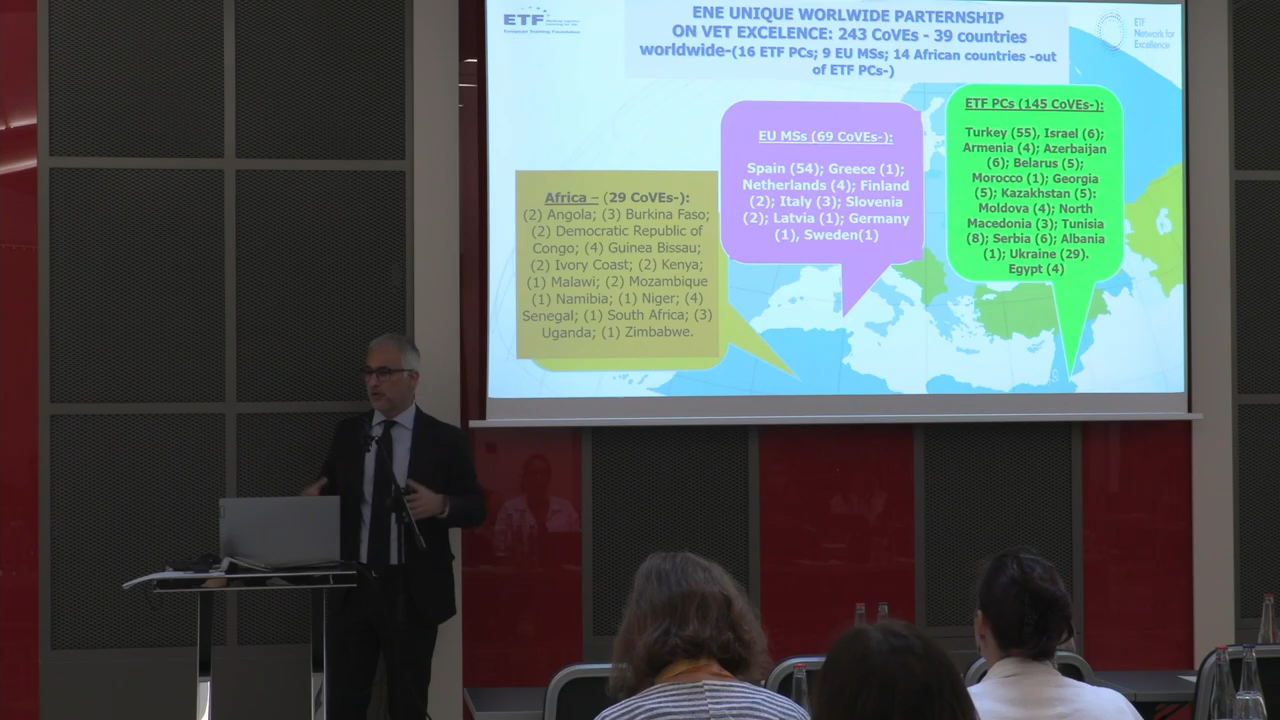 ETF
European Training Foundation
ENE UNIQUE WORLWIDE PARTERNSHIP
ON VET EXCELENCE: 243 CoVEs - 39 countries
worldwide-(16 ETF PCs; 9 EU MSs; 14 African countries -out
of ETF PCs-)
ETF
Network for
Excellence
Africa – (29 CoVEs-):
(2) Angola; (3) Burkina Faso;
(2) Democratic Republic of
Congo; (4) Guinea Bissau;
(2) Ivory Coast; (2) Kenya;
(1) Malawi; (2) Mozambique
(1) Namibia; (1) Niger; (4)
Senegal; (1) South Africa; (3)
Uganda; (1) Zimbabwe.
EU MSs (69 CoVEs-):
Spain (54); Greece (1);
Netherlands (4); Finland
(2); Italy (3); Slovenia
(2); Latvia (1); Germany
(1), Sweden(1)
ETF PCs (145 CoVEs-):
Turkey (55), Israel (6);
Armenia (4); Azerbaijan
(6); Belarus (5);
Morocco (1); Georgia
(5); Kazakhstan (5):
Moldova (4); North
Macedonia (3); Tunisia
(8); Serbia (6); Albania
(1); Ukraine (29).
Egypt (4)